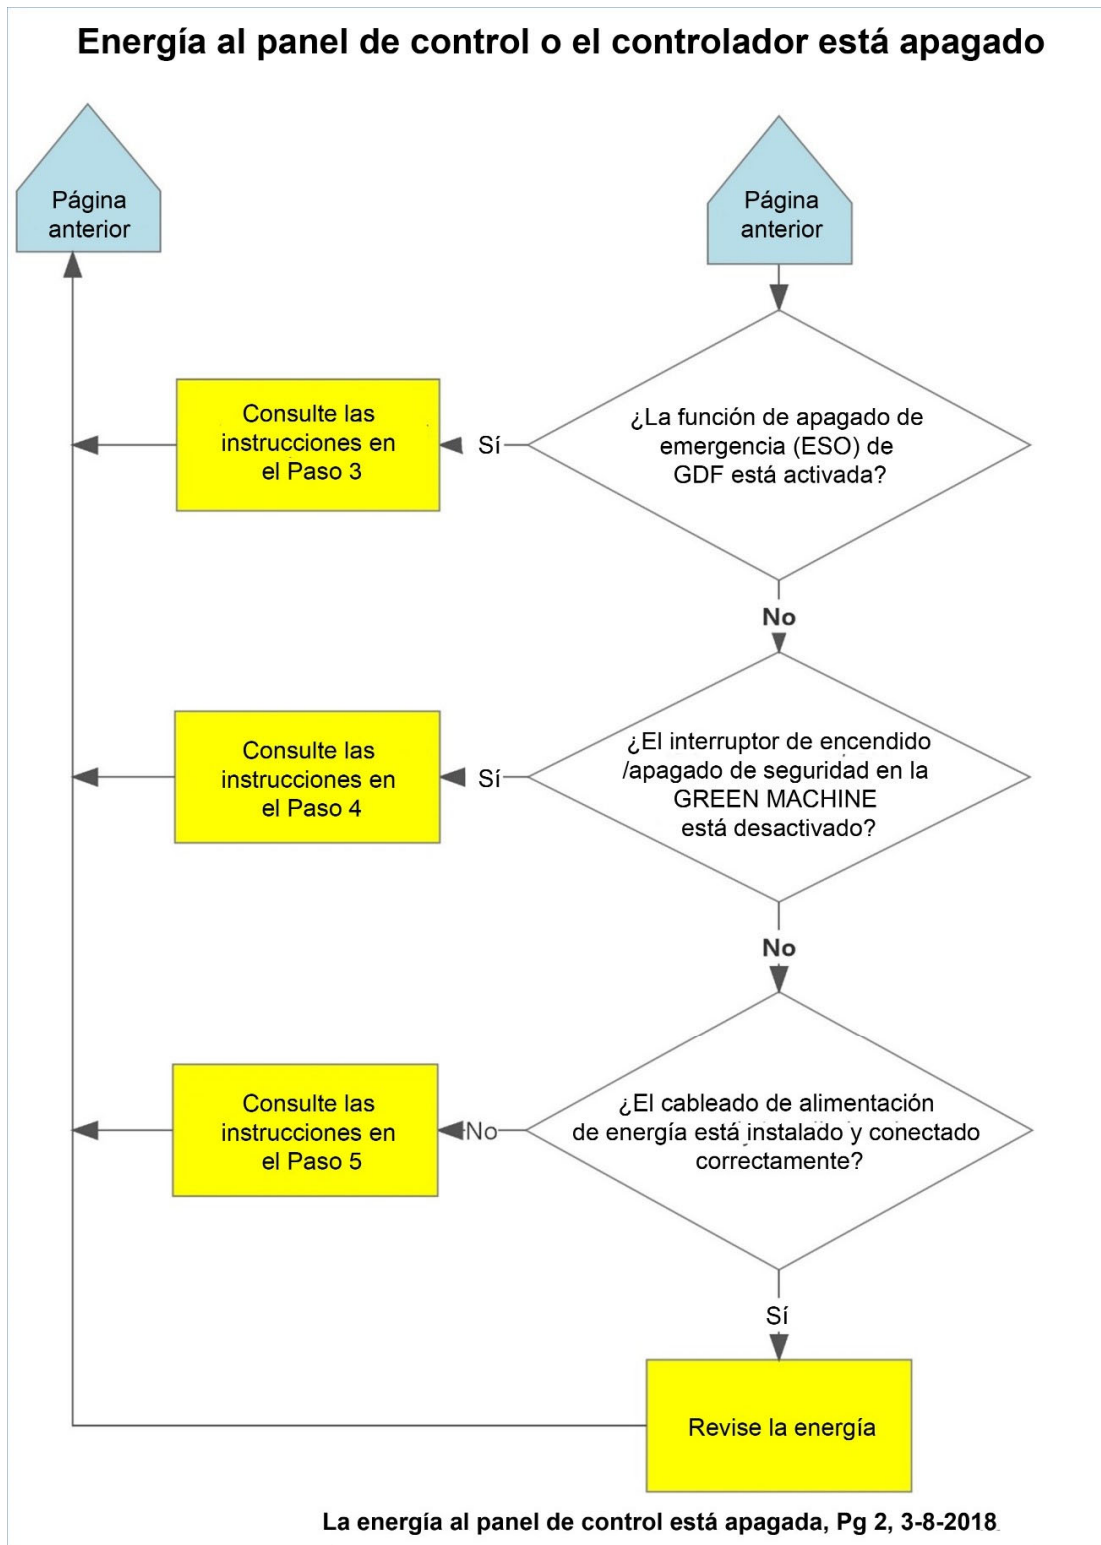 Energía al panel de control o el controlador está apagado
Página
anterior
Página
anterior
¿La función de apagado de
emergencia (ESO) de
GDF está activada?
Sí
Consulte las
instrucciones en
el Paso 3
No
¿El interruptor de encendido
/apagado de seguridad en la
GREEN MACHINE
está desactivado?
Sí
Consulte las
instrucciones en
el Paso 4
No
¿El cableado de alimentación
de energía está instalado y conectado
correctamente?
No
Consulte las
instrucciones en
el Paso 5
Sí
Revise la energía
La energía al panel de control está apagada, Pg 2, 3-8-2018